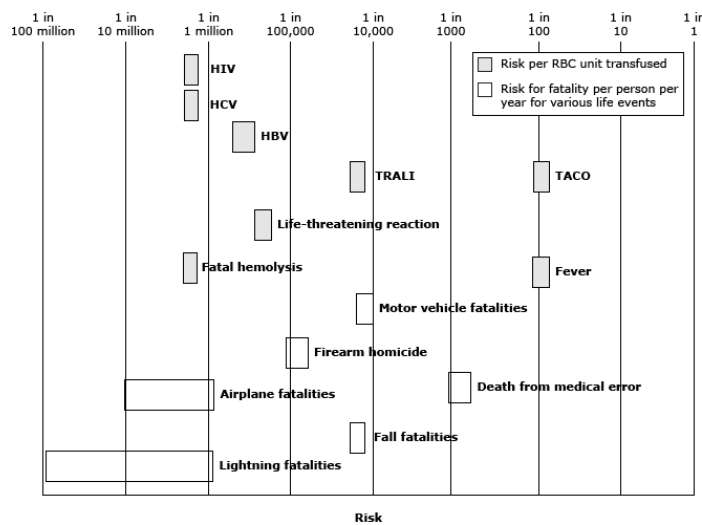 1 in 1 in 1 in 1 in 1 in 1 in 1 in 1 in 1 in
100 million 10 million 1 million 100,000 10,000 1000 100 10 1
Risk per RBC unit transfused
Risk for fatality per person per
year for various life events
HIV
HCV
HBV
TRALI TACO
Life-threatening reaction
Fatal hemolysis Fever
Motor vehicle fatalities
Firearm homicide
Airplane fatalities Death from medical error
Fall fatalities
Lightning fatalities
Risk